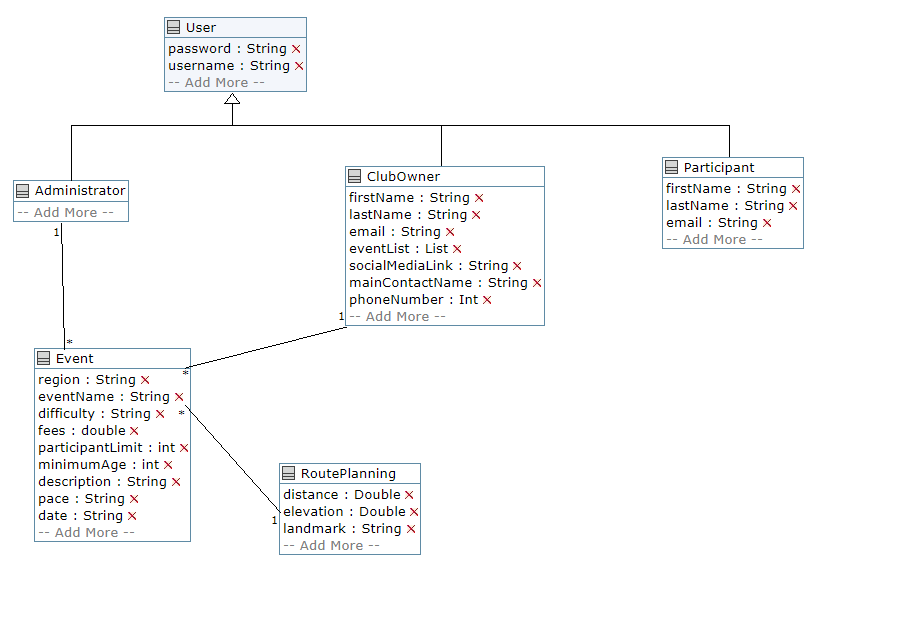 User
password : String
username : String
-- Add More --
Administrator
-- Add More --
1
ClubOwner
firstName : String
lastName : String
email : String
eventList : List
socialMediaLink : String
mainContactName : String
phoneNumber : Int
-- Add More --
1
Participant
firstName : String
lastName : String
email : String
-- Add More --
*
Event
*
region : String
eventName : String
difficulty : String
*
fees : double
participantLimit : int
minimumAge : int
description : String
pace : String
date : String
-- Add More --
RoutePlanning
distance : Double
elevation : Double
1
landmark : String
-- Add More --